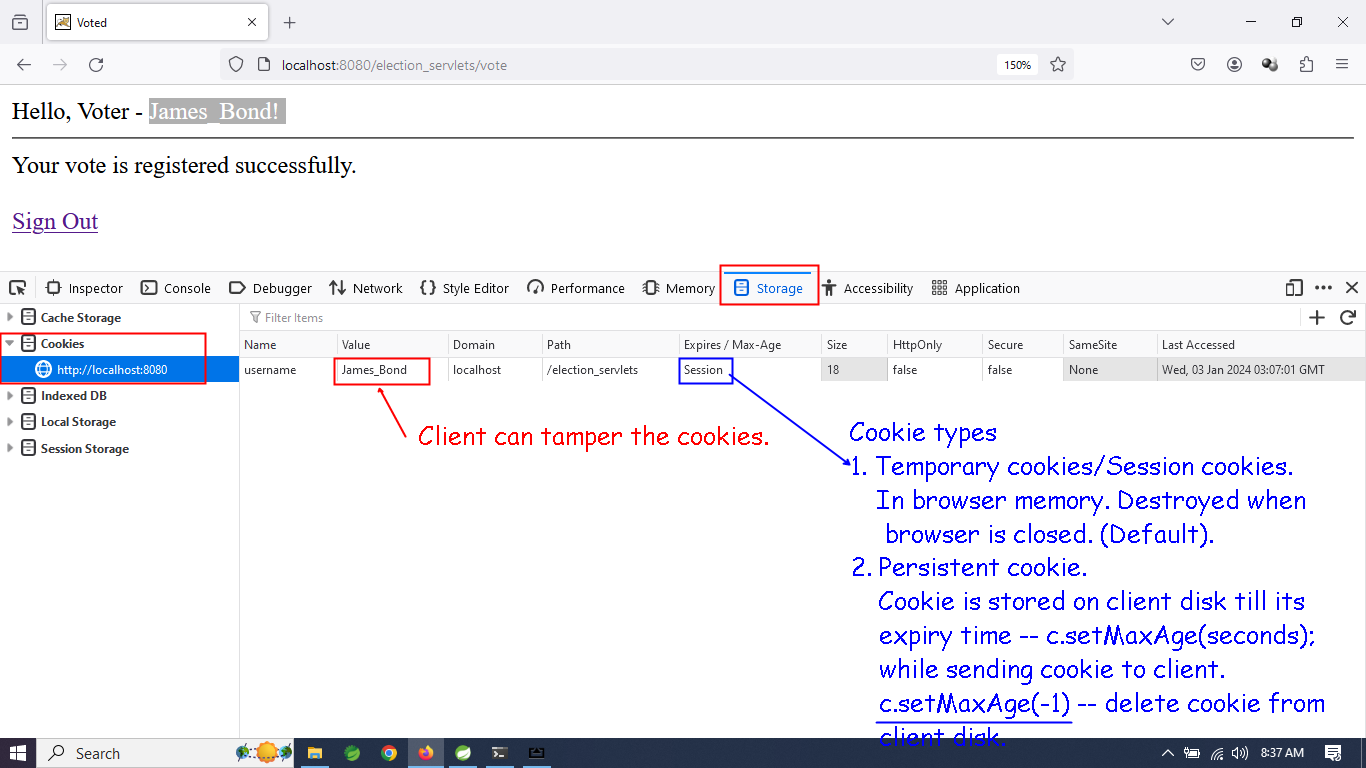 Voted
localhost:8080/election_servlets/vote
150%
Hello, Voter - James_Bond!
Your vote is registered successfully.
Sign Out
Inspector Console Debugger Network Style Editor Performance Memory Storage Accessibility Application
Cache Storage
Cookies
http://localhost:8080
Indexed DB
Local Storage
Session Storage
Filter Items
Name Value Domain Path Expires / Max-Age Size HttpOnly Secure SameSite Last Accessed
username James_Bond localhost /election_servlets Session 18 false false None Wed, 03 Jan 2024 03:07:01 GMT
Client can tamper the cookies.
Cookie types
1. Temporary cookies/Session cookies.
In browser memory. Destroyed when
browser is closed. (Default).
2. Persistent cookie.
Cookie is stored on client disk till its
expiry time -- c.setMaxAge(seconds);
while sending cookie to client.
c.setMaxAge(-1) -- delete cookie from
client disk.
Search
8:37 AM